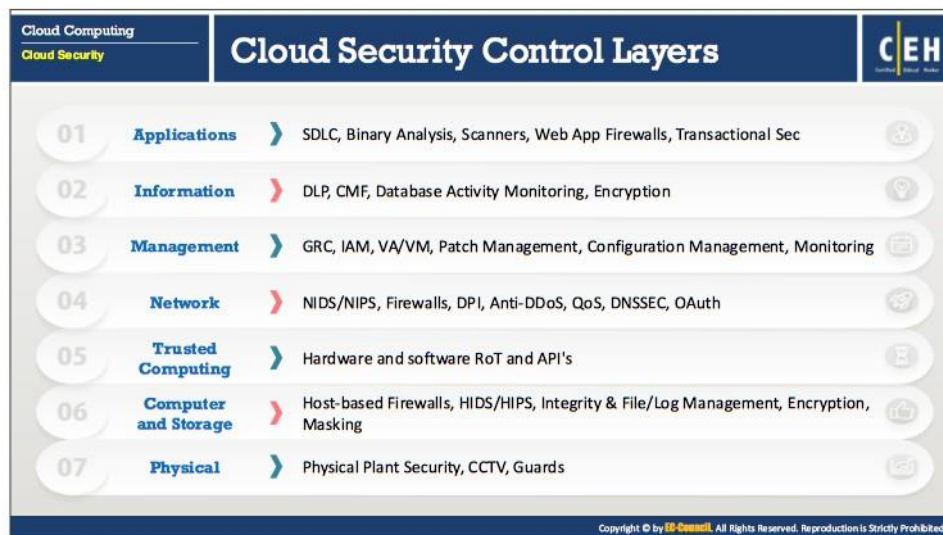 Cloud Computing
Cloud Security
Cloud Security Control Layers
C EH
Certified Ethical Hacker
01 Applications SDLC, Binary Analysis, Scanners, Web App Firewalls, Transactional Sec
02 Information DLP, CMF, Database Activity Monitoring, Encryption
03 Management GRC, IAM, VA/VM, Patch Management, Configuration Management, Monitoring
04 Network NIDS/NIPS, Firewalls, DPI, Anti-DDoS, QoS, DNSSEC, OAuth
05 Trusted
Computing Hardware and software RoT and API's
06 Computer
and Storage Host-based Firewalls, HIDS/HIPS, Integrity & File/Log Management, Encryption,
Masking
07 Physical Physical Plant Security, CCTV, Guards
Copyright © by EC-Council. All Rights Reserved. Reproduction is Strictly Prohibited